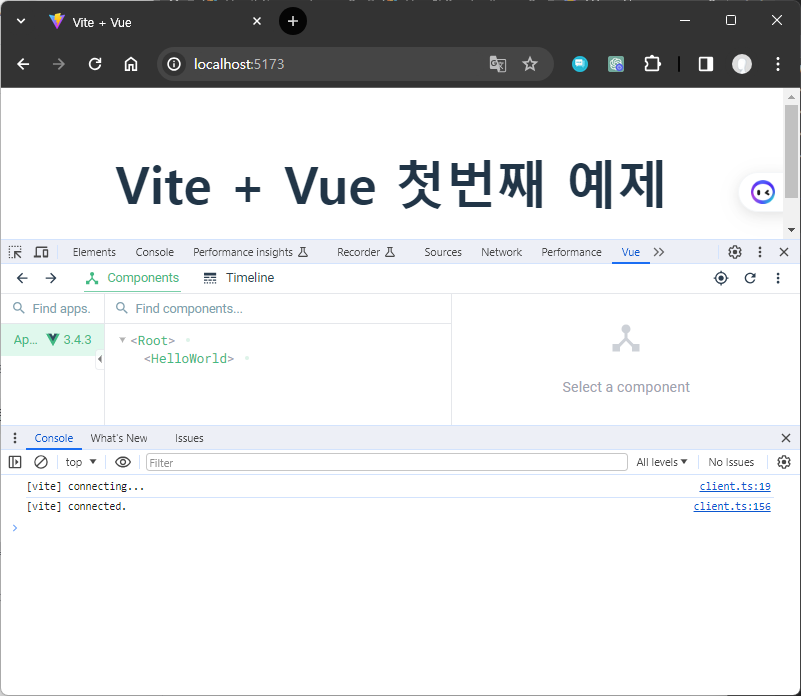 Vite + Vue
localhost:5173
Vite + Vue 첫번째 예제
Elements Console Performance insights Recorder Sources Network Performance Vue
Components Timeline
Find apps. Find components...
Ap... 3.4.3 <Root>
<HelloWorld>
Select a component
Console What's New Issues
top Filter All levels No Issues
[vite] connecting... client.ts:19
[vite] connected. client.ts:156